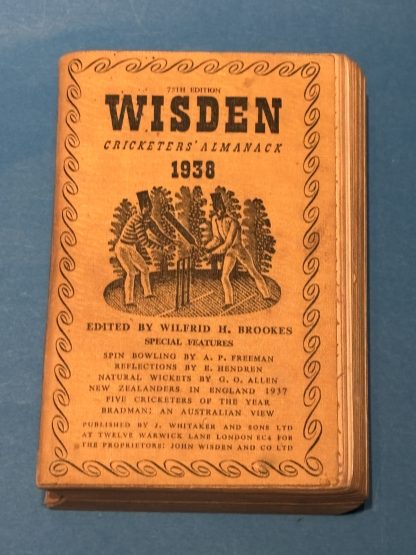 75TH EDITION
WISDEN
CRICKETERS' ALMANACK
1938
EDITED BY WILFRID H. BROOKES
SPECIAL FEATURES
SPIN BOWLING BY A. P. FREEMAN
REFLECTIONS BY E. HENDREN
NATURAL WICKETS BY G. O. ALLEN
NEW ZEALANDERS IN ENGLAND 1937
FIVE CRICKETERS OF THE YEAR
BRADMAN: AN AUSTRALIAN VIEW
PUBLISHED BY J. WHITAKER AND SONS LTD
AT TWELVE WARWICK LANE LONDON EC4 FOR
THE PROPRIETORS: JOHN WISDEN AND CO LTD